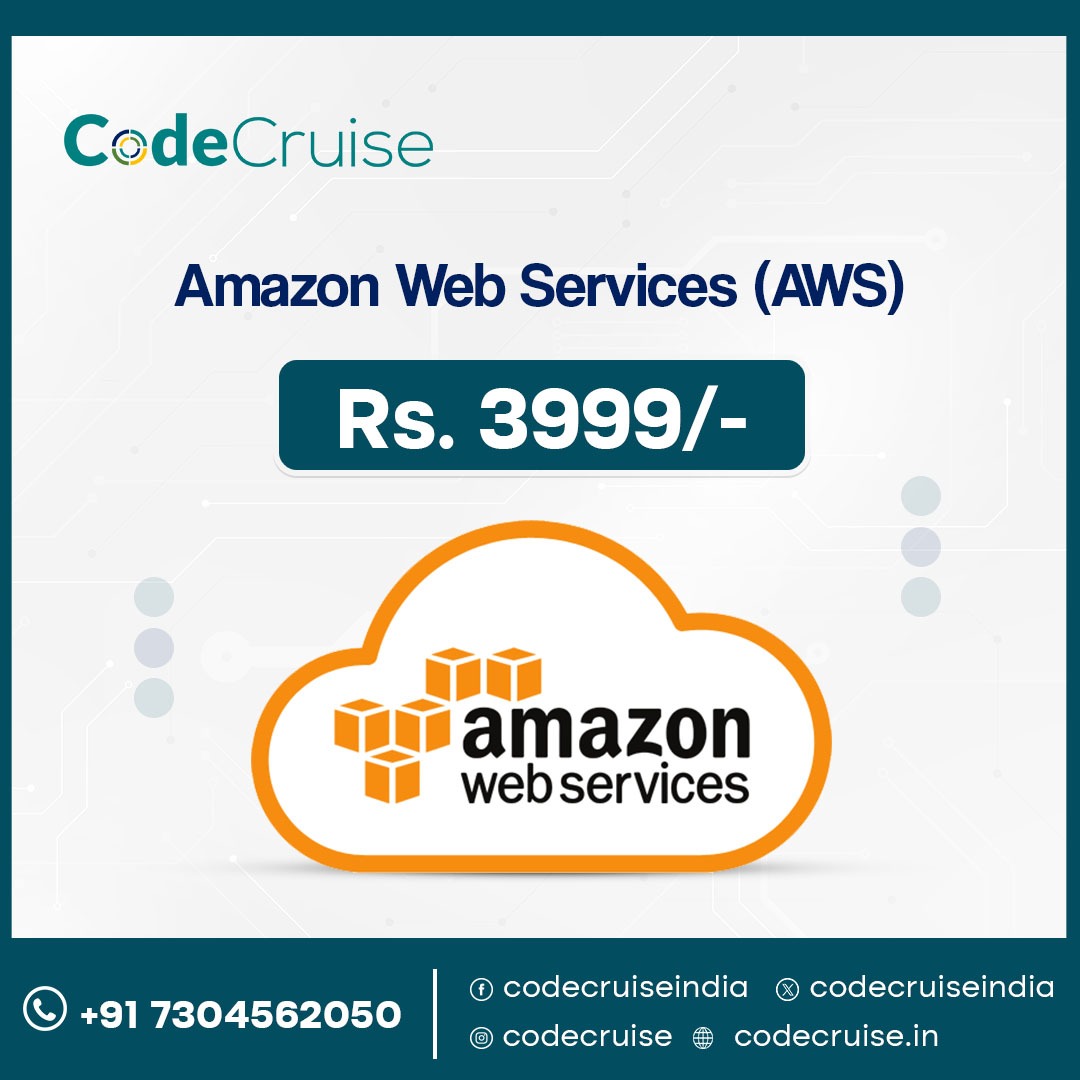 CodeCruise
Amazon Web Services (AWS)
Rs. 3999/-
amazon
web services
+91 7304562050
codecruiseindia
codecruiseindia
codecruise
codecruise.in